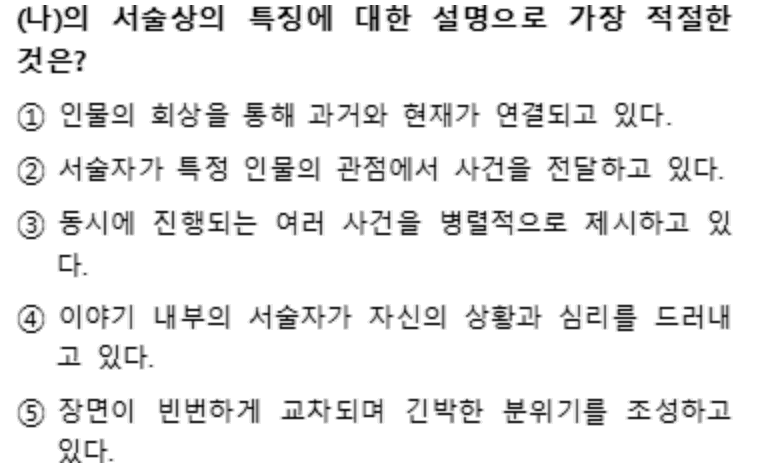 (나)의 서술상의 특징에 대한 설명으로 가장 적절한
것은?
① 인물의 회상을 통해 과거와 현재가 연결되고 있다.
② 서술자가 특정 인물의 관점에서 사건을 전달하고 있다.
③ 동시에 진행되는 여러 사건을 병렬적으로 제시하고 있
다.
④ 이야기 내부의 서술자가 자신의 상황과 심리를 드러내
고 있다.
⑤ 장면이 빈번하게 교차되며 긴박한 분위기를 조성하고
있다.